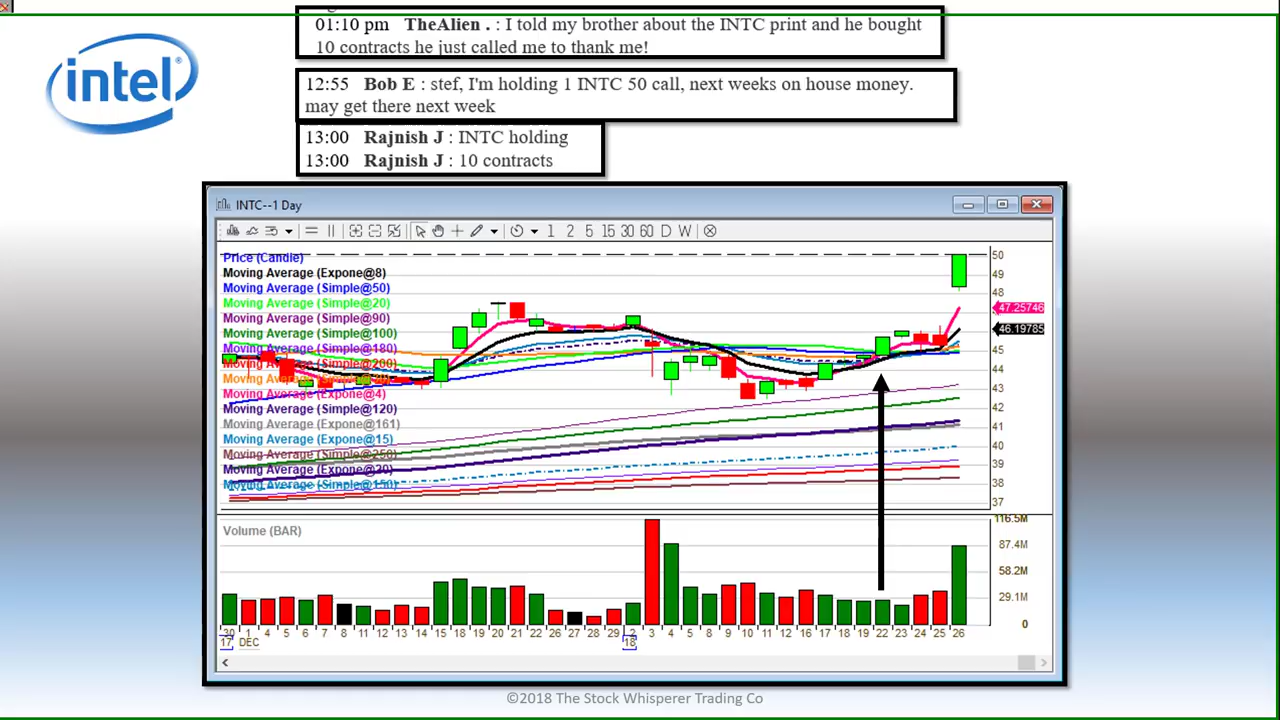 01:10 pm TheAlien . : I told my brother about the INTC print and he bought
10 contracts he just called me to thank me!
intel
12:55 Bob E : stef, I'm holding 1 INTC 50 call, next weeks on house money.
may get there next week
13:00 Rajnish J : INTC holding
13:00 Rajnish J : 10 contracts
INTC--1 Day
1 2 5 15 30 60 D W
Price (Candle)
Moving Average (Expone@8)
Moving Average (Simple@50)
Moving Average (Simple@20)
Moving Average (Simple@90)
Moving Average (Simple@100)
Moving Average (Simple@180)
Moving Average (Simple@200)
Moving Average (Expone@4)
Moving Average (Simple@120)
Moving Average (Expone@161)
Moving Average (Expone@15)
Moving Average (Simple@250)
Moving Average (Expone@20)
Moving Average (Simple@150)
50
49
48
47.25746
46.19785
45
44
43
42
41
40
39
38
37
Volume (BAR)
116.5M
87.4M
58.2M
29.1M
0
30 1 4 5 6 7 8 11 12 13 14 15 18 19 20 21 22 26 27 28 29 2 3 4 5 8 9 10 11 12 16 17 18 19 22 23 24 25 26
17 DEC 18
©2018 The Stock Whisperer Trading Co